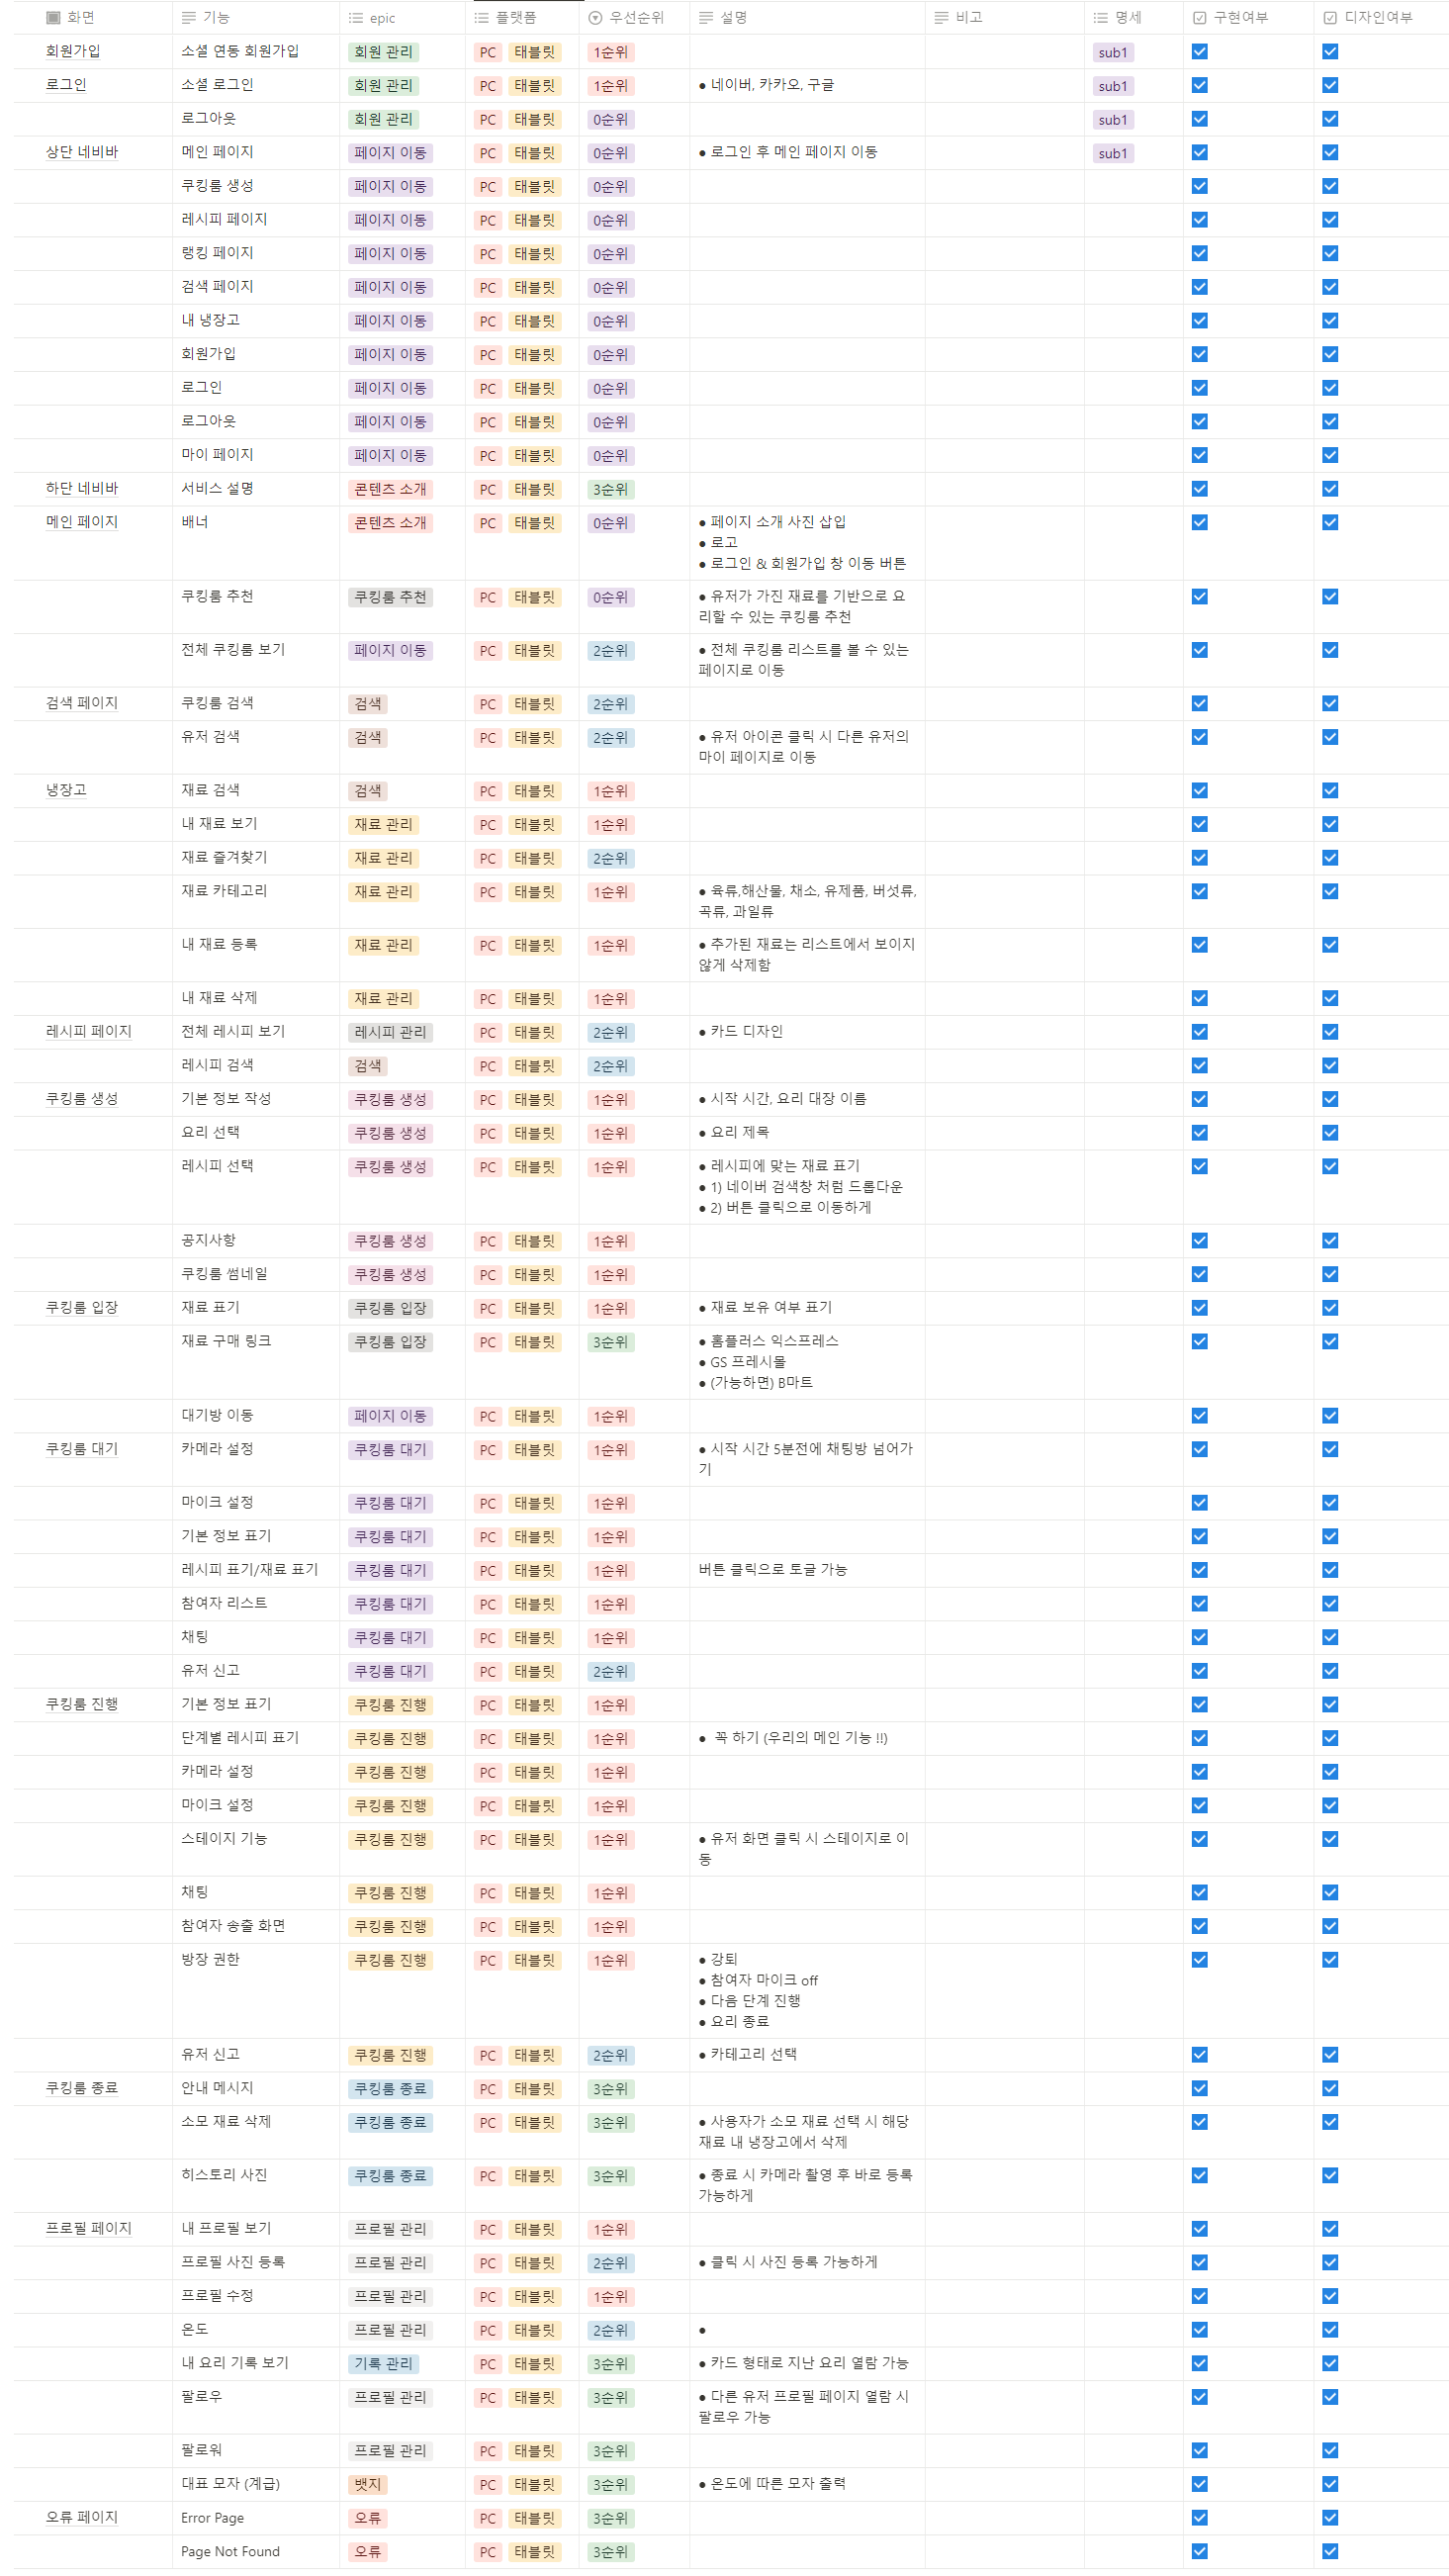 화면 기능 epic 플랫폼 우선순위 설명 비고 명세 구현여부 디자인여부
회원가입 소셜 연동 회원가입 회원 관리 PC 태블릿 1순위 sub1
로그인 소셜 로그인 회원 관리 PC 태블릿 1순위 ● 네이버, 카카오, 구글 sub1
로그아웃 회원 관리 PC 태블릿 0순위 sub1
상단 네비바 메인 페이지 페이지 이동 PC 태블릿 0순위 ● 로그인 후 메인 페이지 이동 sub1
쿠킹룸 생성 페이지 이동 PC 태블릿 0순위
레시피 페이지 페이지 이동 PC 태블릿 0순위
랭킹 페이지 페이지 이동 PC 태블릿 0순위
검색 페이지 페이지 이동 PC 태블릿 0순위
내 냉장고 페이지 이동 PC 태블릿 0순위
회원가입 페이지 이동 PC 태블릿 0순위
로그인 페이지 이동 PC 태블릿 0순위
로그아웃 페이지 이동 PC 태블릿 0순위
마이 페이지 페이지 이동 PC 태블릿 0순위
하단 네비바 서비스 설명 콘텐츠 소개 PC 태블릿 3순위
메인 페이지 배너 콘텐츠 소개 PC 태블릿 0순위 ● 페이지 소개 사진 삽입
● 로고
● 로그인 & 회원가입 창 이동 버튼
쿠킹룸 추천 쿠킹룸 추천 PC 태블릿 0순위 ● 유저가 가진 재료를 기반으로 요
리할 수 있는 쿠킹룸 추천
전체 쿠킹룸 보기 페이지 이동 PC 태블릿 2순위 ● 전체 쿠킹룸 리스트를 볼 수 있는
페이지로 이동
검색 페이지 쿠킹룸 검색 검색 PC 태블릿 2순위
유저 검색 검색 PC 태블릿 2순위 ● 유저 아이콘 클릭 시 다른 유저의
마이 페이지로 이동
냉장고 재료 검색 검색 PC 태블릿 1순위
내 재료 보기 재료 관리 PC 태블릿 1순위
재료 즐겨찾기 재료 관리 PC 태블릿 2순위
재료 카테고리 재료 관리 PC 태블릿 1순위 ● 육류,해산물, 채소, 유제품, 버섯류,
곡류, 과일류
내 재료 등록 재료 관리 PC 태블릿 1순위 ● 추가된 재료는 리스트에서 보이지
않게 삭제함
내 재료 삭제 재료 관리 PC 태블릿 1순위
레시피 페이지 전체 레시피 보기 레시피 관리 PC 태블릿 2순위 ● 카드 디자인
레시피 검색 검색 PC 태블릿 2순위
쿠킹룸 생성 기본 정보 작성 쿠킹룸 생성 PC 태블릿 1순위 ● 시작 시간, 요리 대장 이름
요리 선택 쿠킹룸 생성 PC 태블릿 1순위 ● 요리 제목
레시피 선택 쿠킹룸 생성 PC 태블릿 1순위 ● 레시피에 맞는 재료 표기
● 1) 네이버 검색창 처럼 드롭다운
● 2) 버튼 클릭으로 이동하게
공지사항 쿠킹룸 생성 PC 태블릿 1순위
쿠킹룸 썸네일 쿠킹룸 생성 PC 태블릿 1순위
쿠킹룸 입장 재료 표기 쿠킹룸 입장 PC 태블릿 1순위 ● 재료 보유 여부 표기
재료 구매 링크 쿠킹룸 입장 PC 태블릿 3순위 ● 홈플러스 익스프레스
● GS 프레시몰
● (가능하면) B마트
대기방 이동 페이지 이동 PC 태블릿 1순위
쿠킹룸 대기 카메라 설정 쿠킹룸 대기 PC 태블릿 1순위 ● 시작 시간 5분전에 채팅방 넘어가
기
마이크 설정 쿠킹룸 대기 PC 태블릿 1순위
기본 정보 표기 쿠킹룸 대기 PC 태블릿 1순위
레시피 표기/재료 표기 쿠킹룸 대기 PC 태블릿 1순위 버튼 클릭으로 토글 가능
참여자 리스트 쿠킹룸 대기 PC 태블릿 1순위
채팅 쿠킹룸 대기 PC 태블릿 1순위
유저 신고 쿠킹룸 대기 PC 태블릿 2순위
쿠킹룸 진행 기본 정보 표기 쿠킹룸 진행 PC 태블릿 1순위
단계별 레시피 표기 쿠킹룸 진행 PC 태블릿 1순위 ● 꼭 하기 (우리의 메인 기능 !!)
카메라 설정 쿠킹룸 진행 PC 태블릿 1순위
마이크 설정 쿠킹룸 진행 PC 태블릿 1순위
스테이지 기능 쿠킹룸 진행 PC 태블릿 1순위 ● 유저 화면 클릭 시 스테이지로 이
동
채팅 쿠킹룸 진행 PC 태블릿 1순위
참여자 송출 화면 쿠킹룸 진행 PC 태블릿 1순위
방장 권한 쿠킹룸 진행 PC 태블릿 1순위 ● 강퇴
● 참여자 마이크 off
● 다음 단계 진행
● 요리 종료
유저 신고 쿠킹룸 진행 PC 태블릿 2순위 ● 카테고리 선택
쿠킹룸 종료 안내 메시지 쿠킹룸 종료 PC 태블릿 3순위
소모 재료 삭제 쿠킹룸 종료 PC 태블릿 3순위 ● 사용자가 소모 재료 선택 시 해당
재료 내 냉장고에서 삭제
히스토리 사진 쿠킹룸 종료 PC 태블릿 3순위 ● 종료 시 카메라 촬영 후 바로 등록
가능하게
프로필 페이지 내 프로필 보기 프로필 관리 PC 태블릿 1순위
프로필 사진 등록 프로필 관리 PC 태블릿 2순위 ● 클릭 시 사진 등록 가능하게
프로필 수정 프로필 관리 PC 태블릿 1순위
온도 프로필 관리 PC 태블릿 2순위 ●
내 요리 기록 보기 기록 관리 PC 태블릿 3순위 ● 카드 형태로 지난 요리 열람 가능
팔로우 프로필 관리 PC 태블릿 3순위 ● 다른 유저 프로필 페이지 열람 시
팔로우 가능
팔로워 프로필 관리 PC 태블릿 3순위
대표 모자 (계급) 뱃지 PC 태블릿 3순위 ● 온도에 따른 모자 출력
오류 페이지 Error Page 오류 PC 태블릿 3순위
Page Not Found 오류 PC 태블릿 3순위